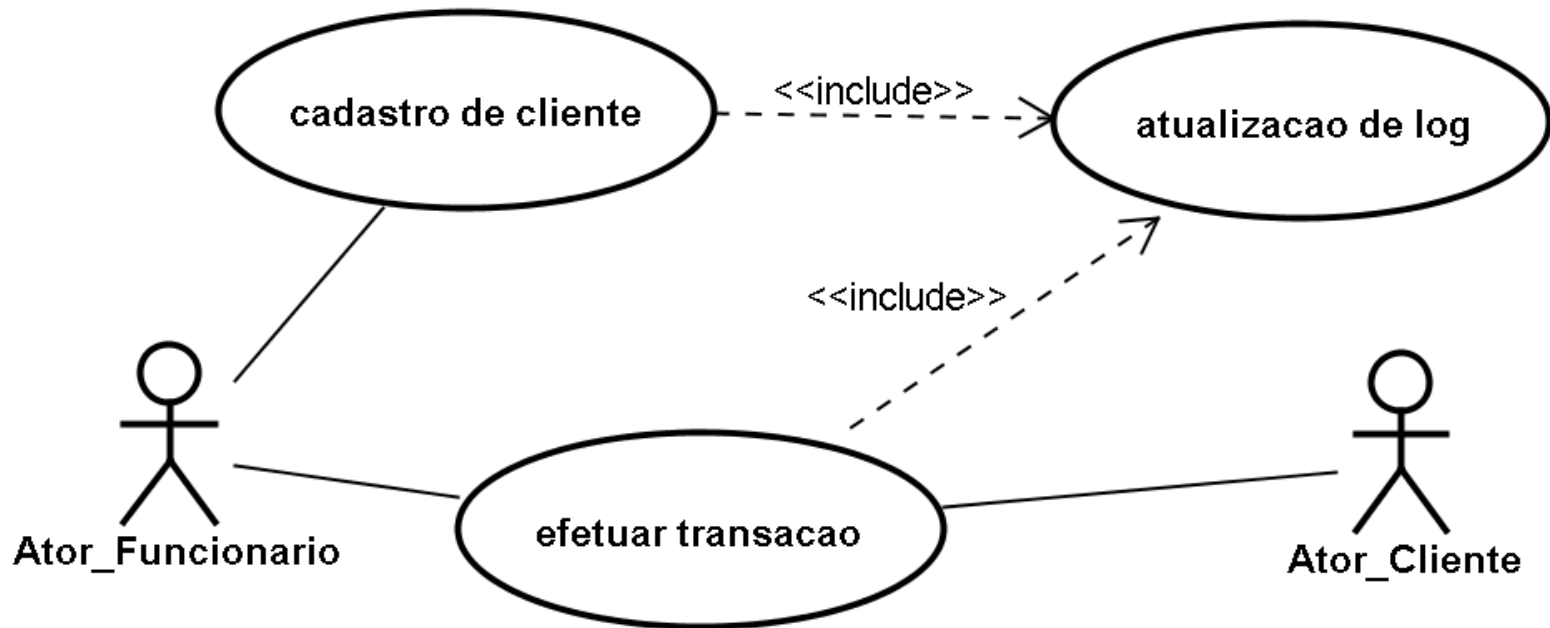 cadastro de cliente
<<include>>
atualizacao de log
<<include>>
Ator_Funcionario
efetuar transacao
Ator_Cliente